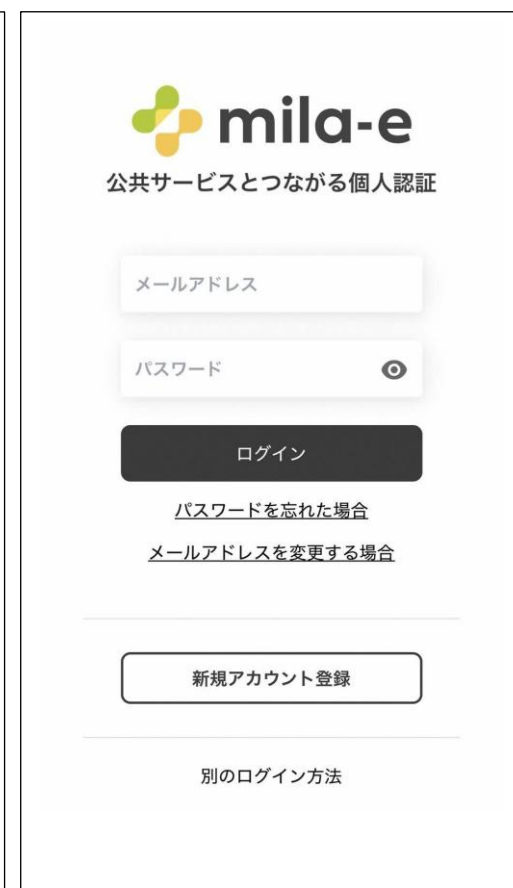 mila-e
公共サービスとつながる個人認証
メールアドレス
パスワード
ログイン
パスワードを忘れた場合
メールアドレスを変更する場合
新規アカウント登録
別のログイン方法